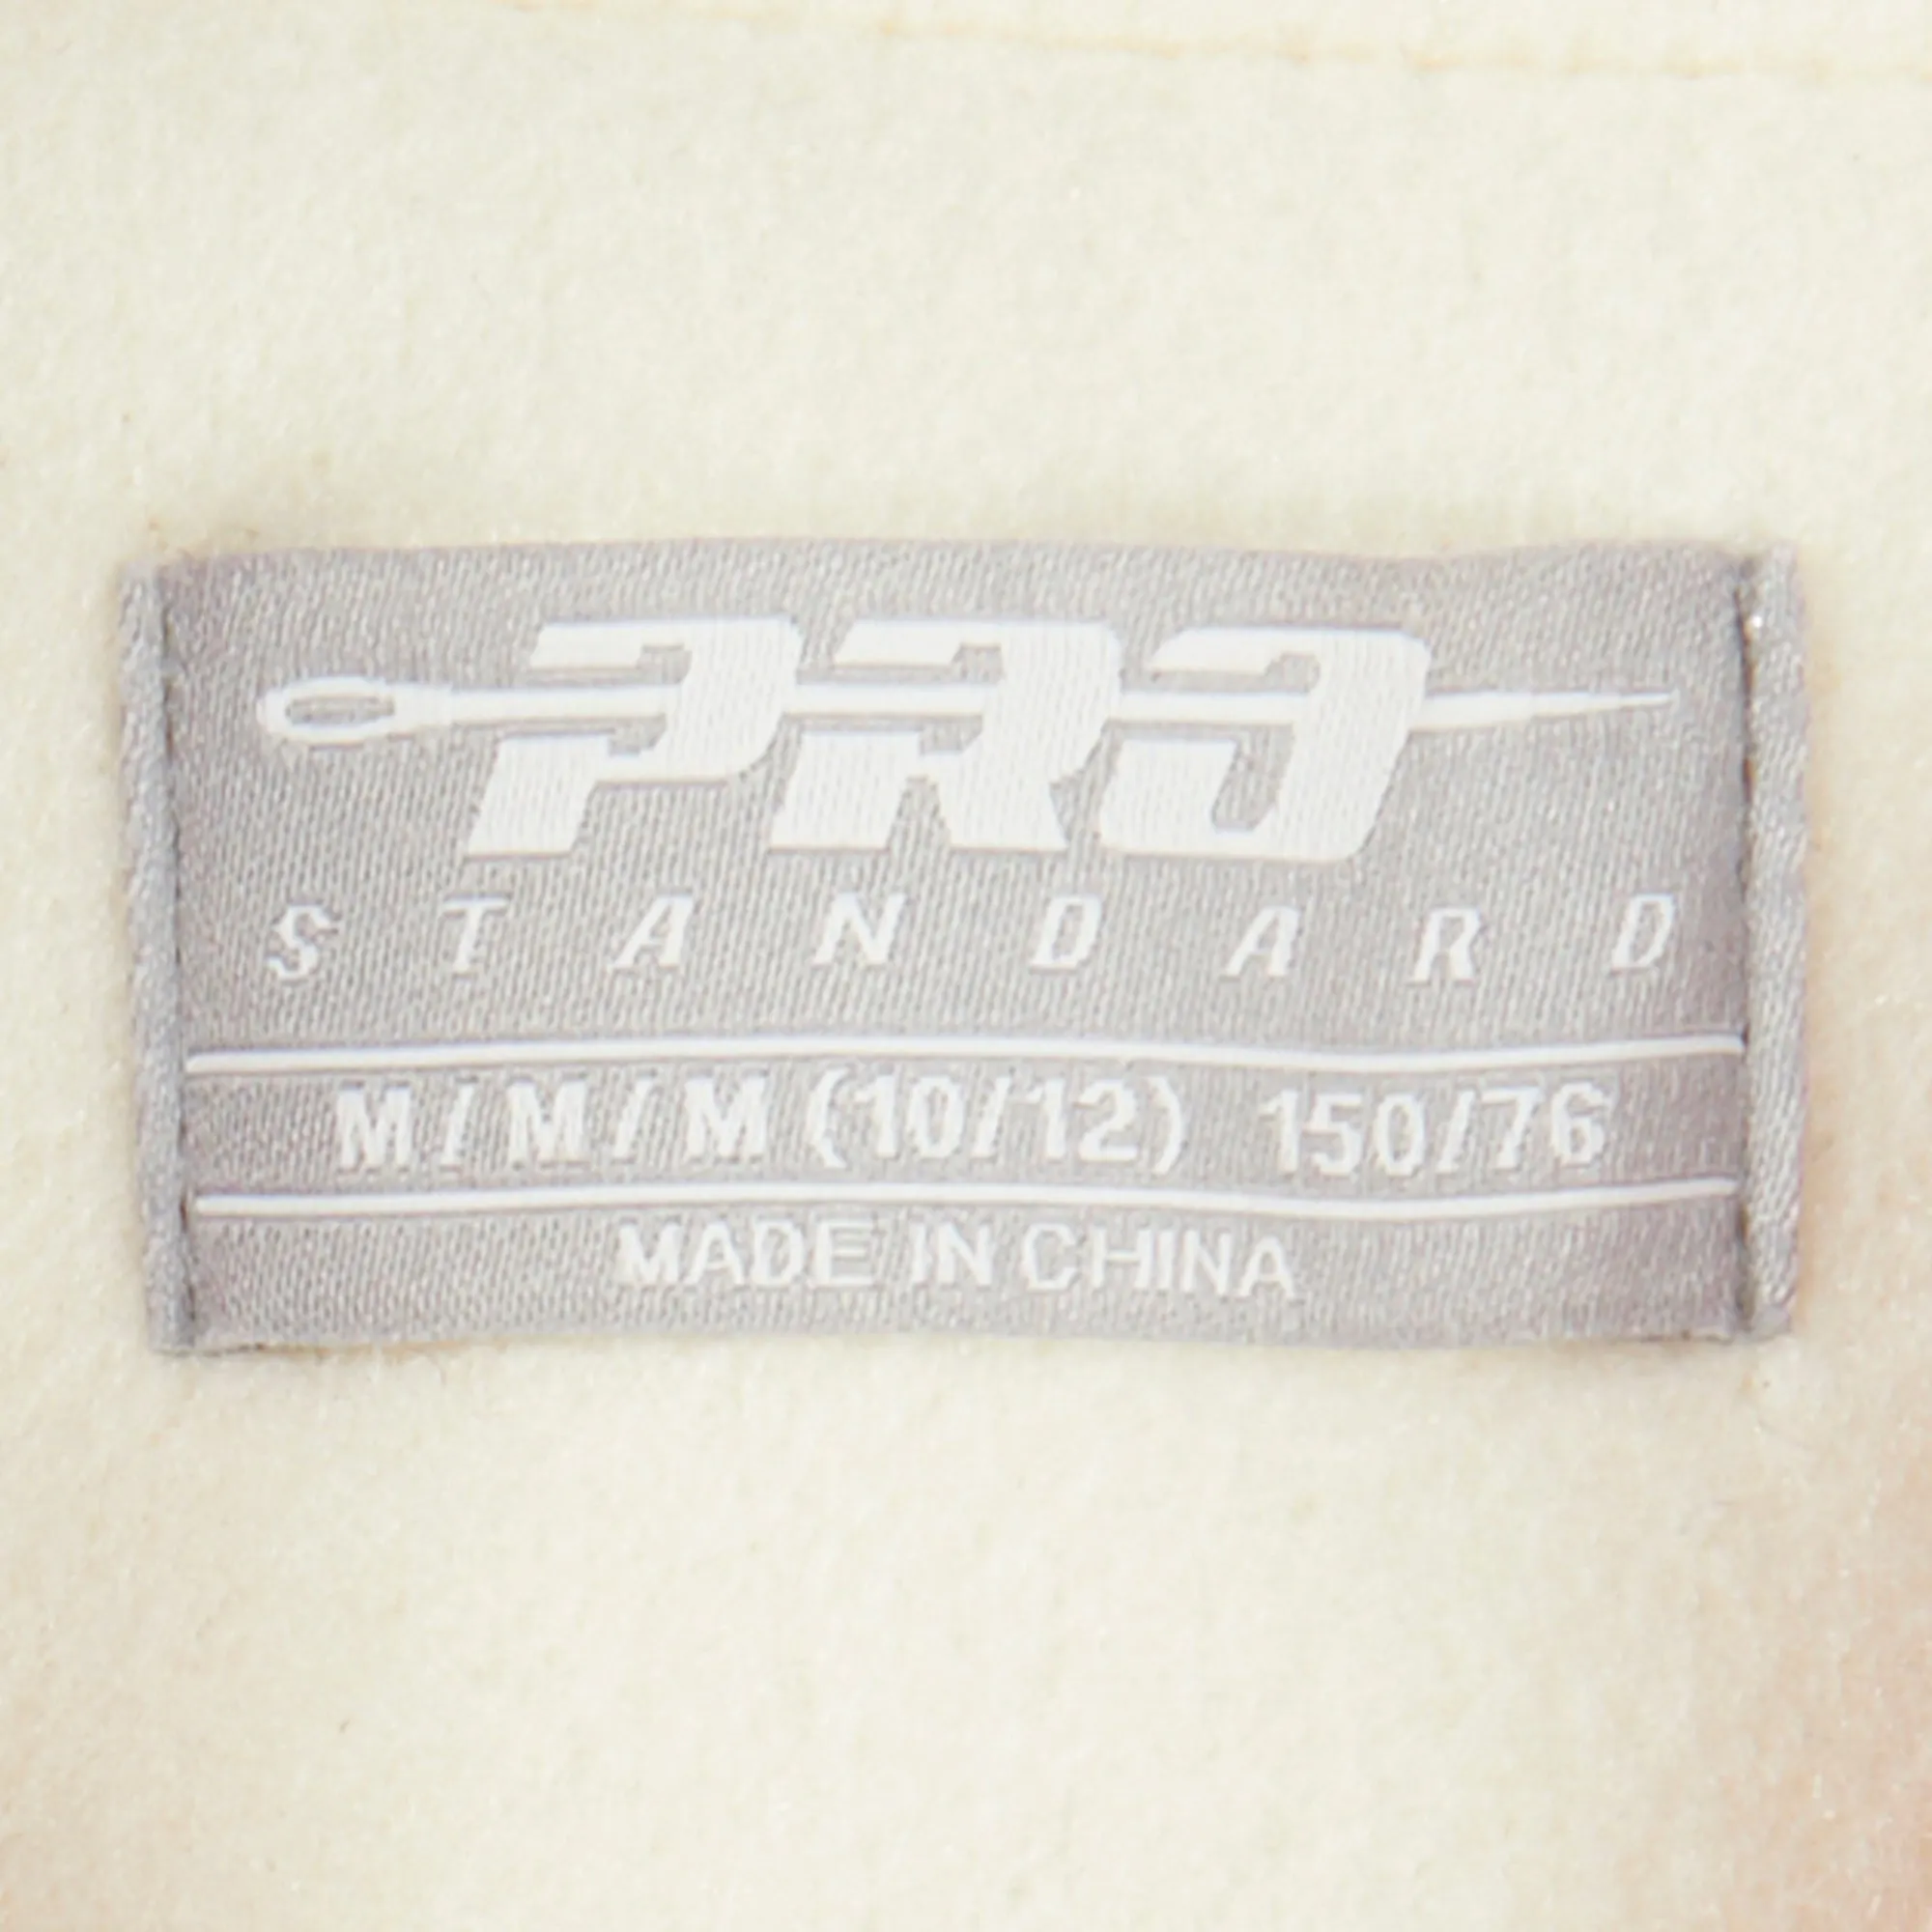 PRO
STANDARD
M/M/M (10/12) 150/76
MADE IN CHINA